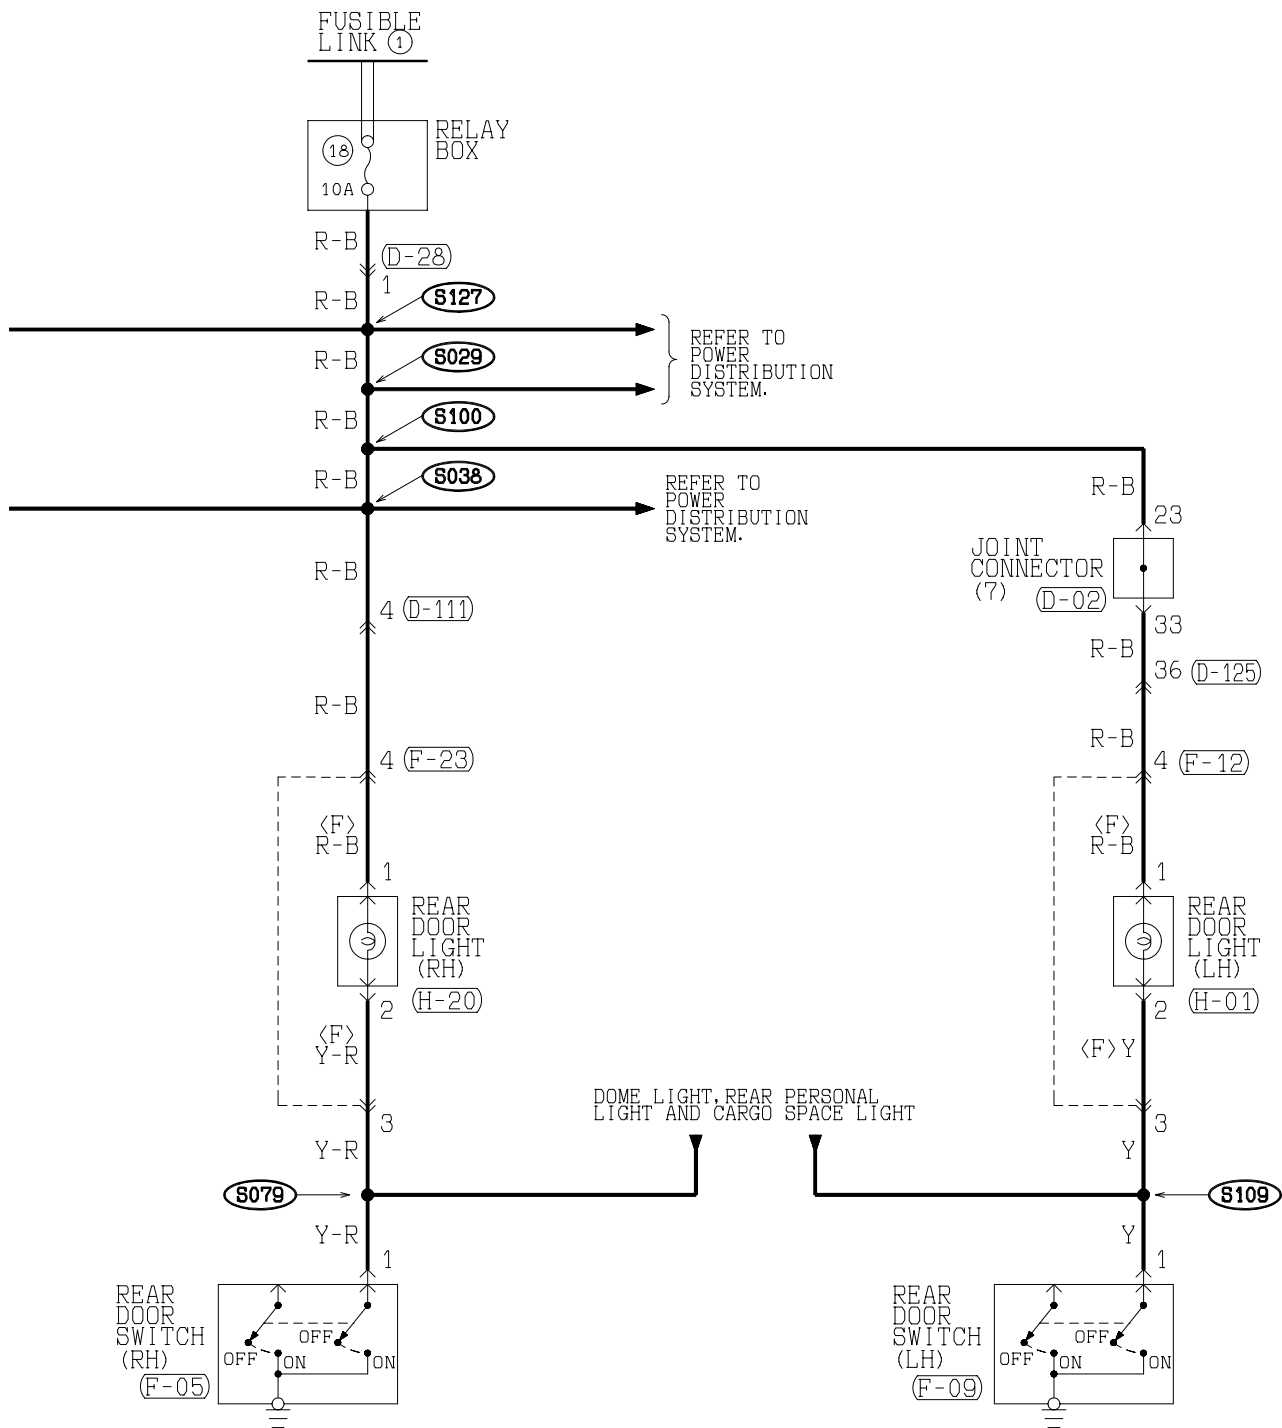 FUSIBLE
LINK 1
RELAY
BOX
18
10A
R-B
D-28
1
R-B
S127
R-B
S029
REFER TO
POWER
DISTRIBUTION
SYSTEM.
R-B
S100
R-B
S038
REFER TO
POWER
DISTRIBUTION
SYSTEM.
R-B
23
JOINT
CONNECTOR
(7)
D-02
R-B
4 D-111
33
R-B
36 D-125
R-B
R-B
4 F-23
4 F-12
<F>
R-B
<F>
R-B
1
1
REAR
DOOR
LIGHT
(RH)
H-20
REAR
DOOR
LIGHT
(LH)
H-01
2
2
<F>
Y-R
<F> Y
DOME LIGHT, REAR PERSONAL
LIGHT AND CARGO SPACE LIGHT
3
3
Y-R
Y
S079
S109
Y-R
Y
1
1
REAR
DOOR
SWITCH
(RH)
F-05
OFF
OFF
ON
ON
REAR
DOOR
SWITCH
(LH)
F-09
OFF
OFF
ON
ON